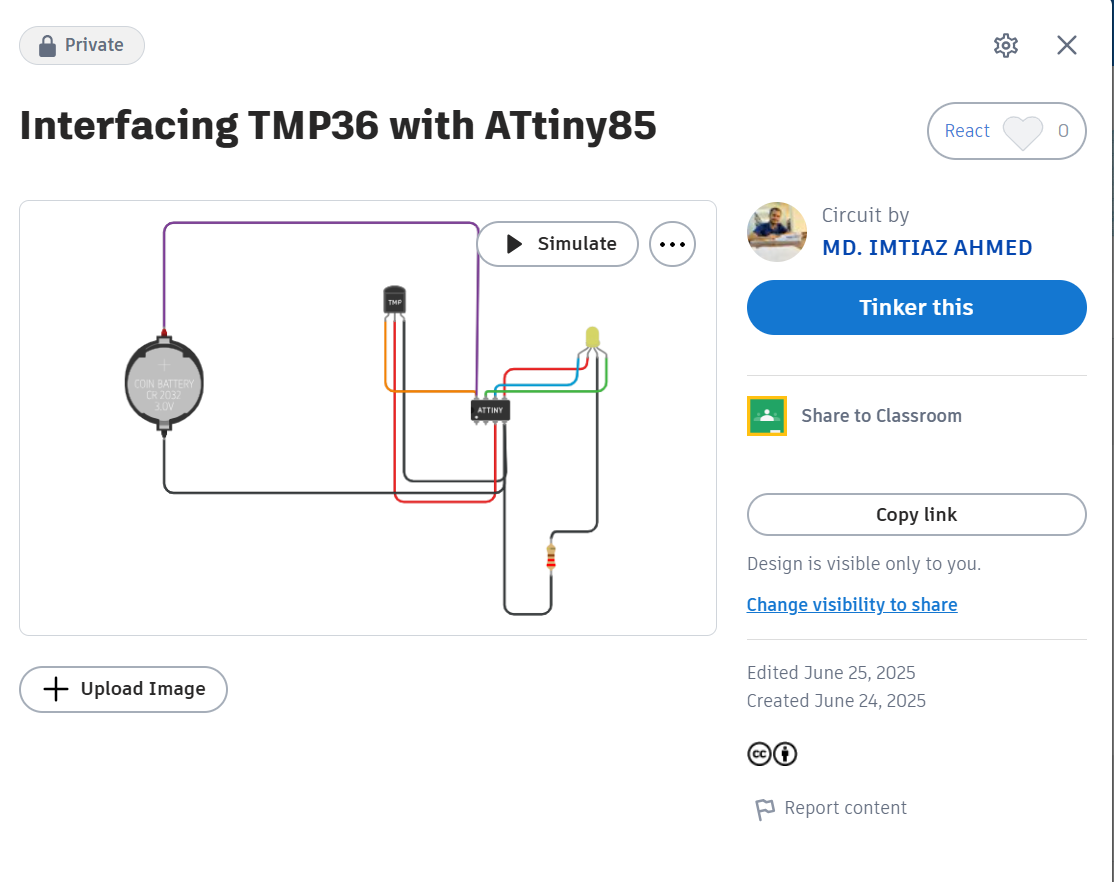 Private
Interfacing TMP36 with ATtiny85
React 0
Simulate
TMP
COIN BATTERY
CR 2032
3.0V
ATTINY
Upload Image
Circuit by
MD. IMTIAZ AHMED
Tinker this
Share to Classroom
Copy link
Design is visible only to you.
Change visibility to share
Edited June 25, 2025
Created June 24, 2025
cc
Report content